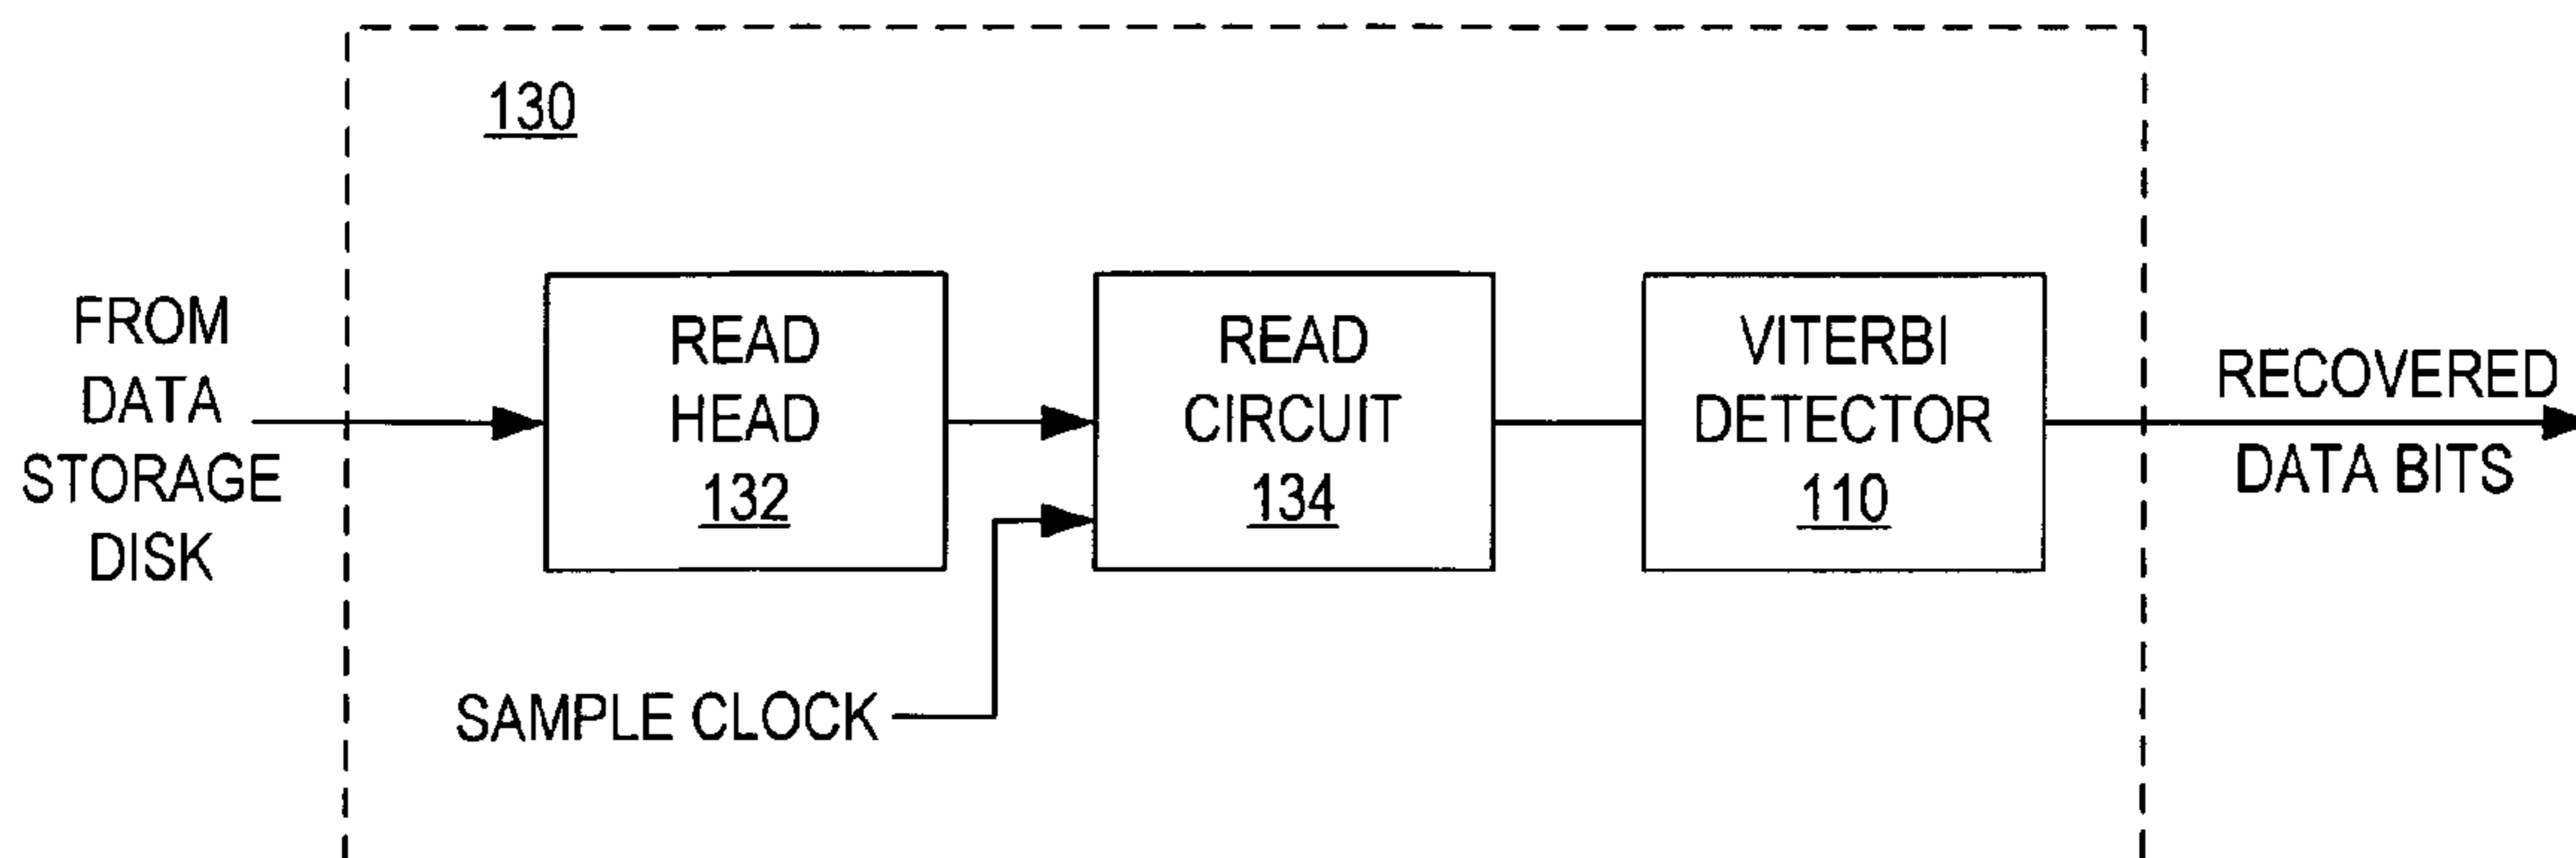 130
FROM
DATA
STORAGE
DISK
READ
HEAD
132
READ
CIRCUIT
134
VITERBI
DETECTOR
110
RECOVERED
DATA BITS
SAMPLE CLOCK